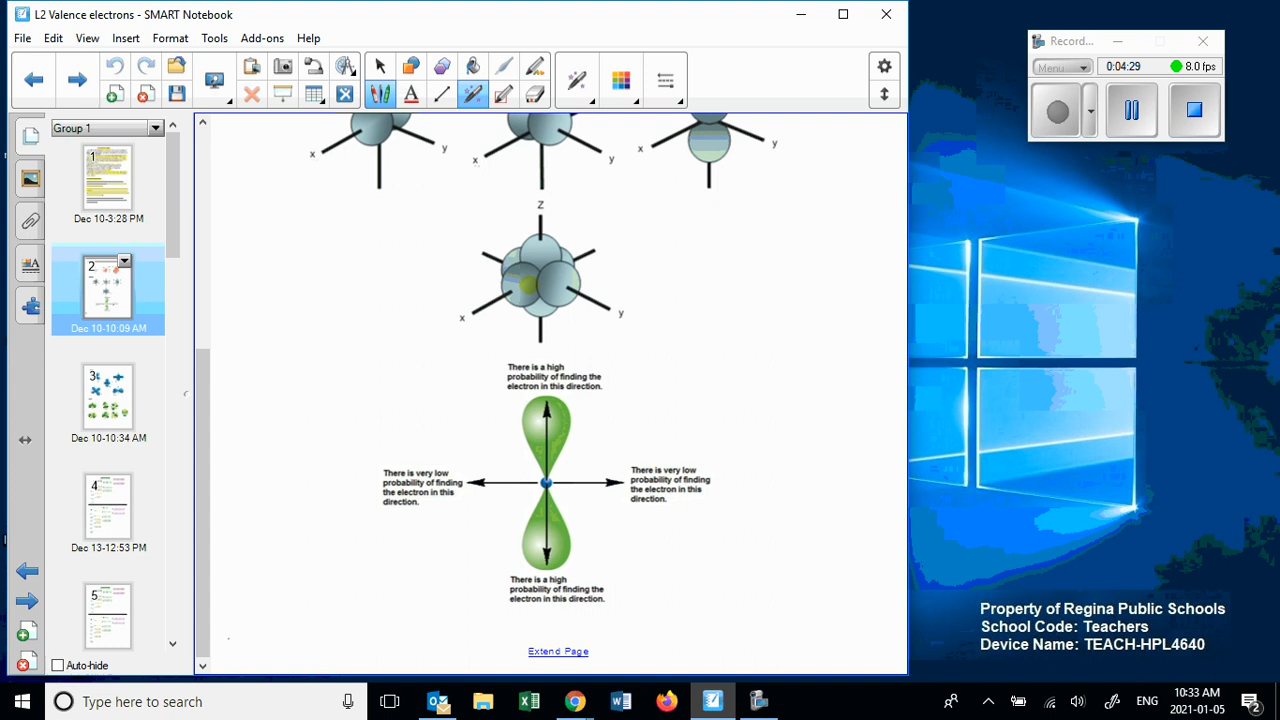 L2 Valence electrons - SMART Notebook
File Edit View Insert Format Tools Add-ons Help
Record...
Menu
0:04:29
8.0 fps
Group 1
1
Dec 10-3:28 PM
2
Dec 10-10:09 AM
3
Dec 10-10:34 AM
4
Dec 13-12:53 PM
5
Auto-hide
x y x y x y
Z
x y
There is a high
probability of finding the
electron in this direction.
There is very low
probability of finding
the electron in this
direction.
There is very low
probability of finding
the electron in this
direction.
There is a high
probability of finding the
electron in this direction.
Extend Page
Property of Regina Public Schools
School Code: Teachers
Device Name: TEACH-HPL4640
Type here to search
ENG
10:33 AM
2021-01-05
2